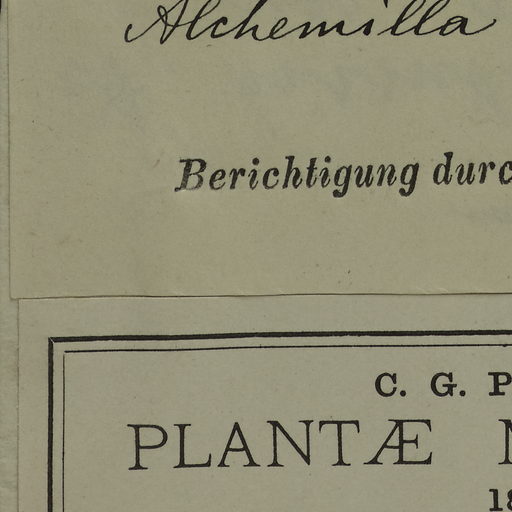 Alchemilla
Berichtigung durc
C. G. P
PLANTÆ
18